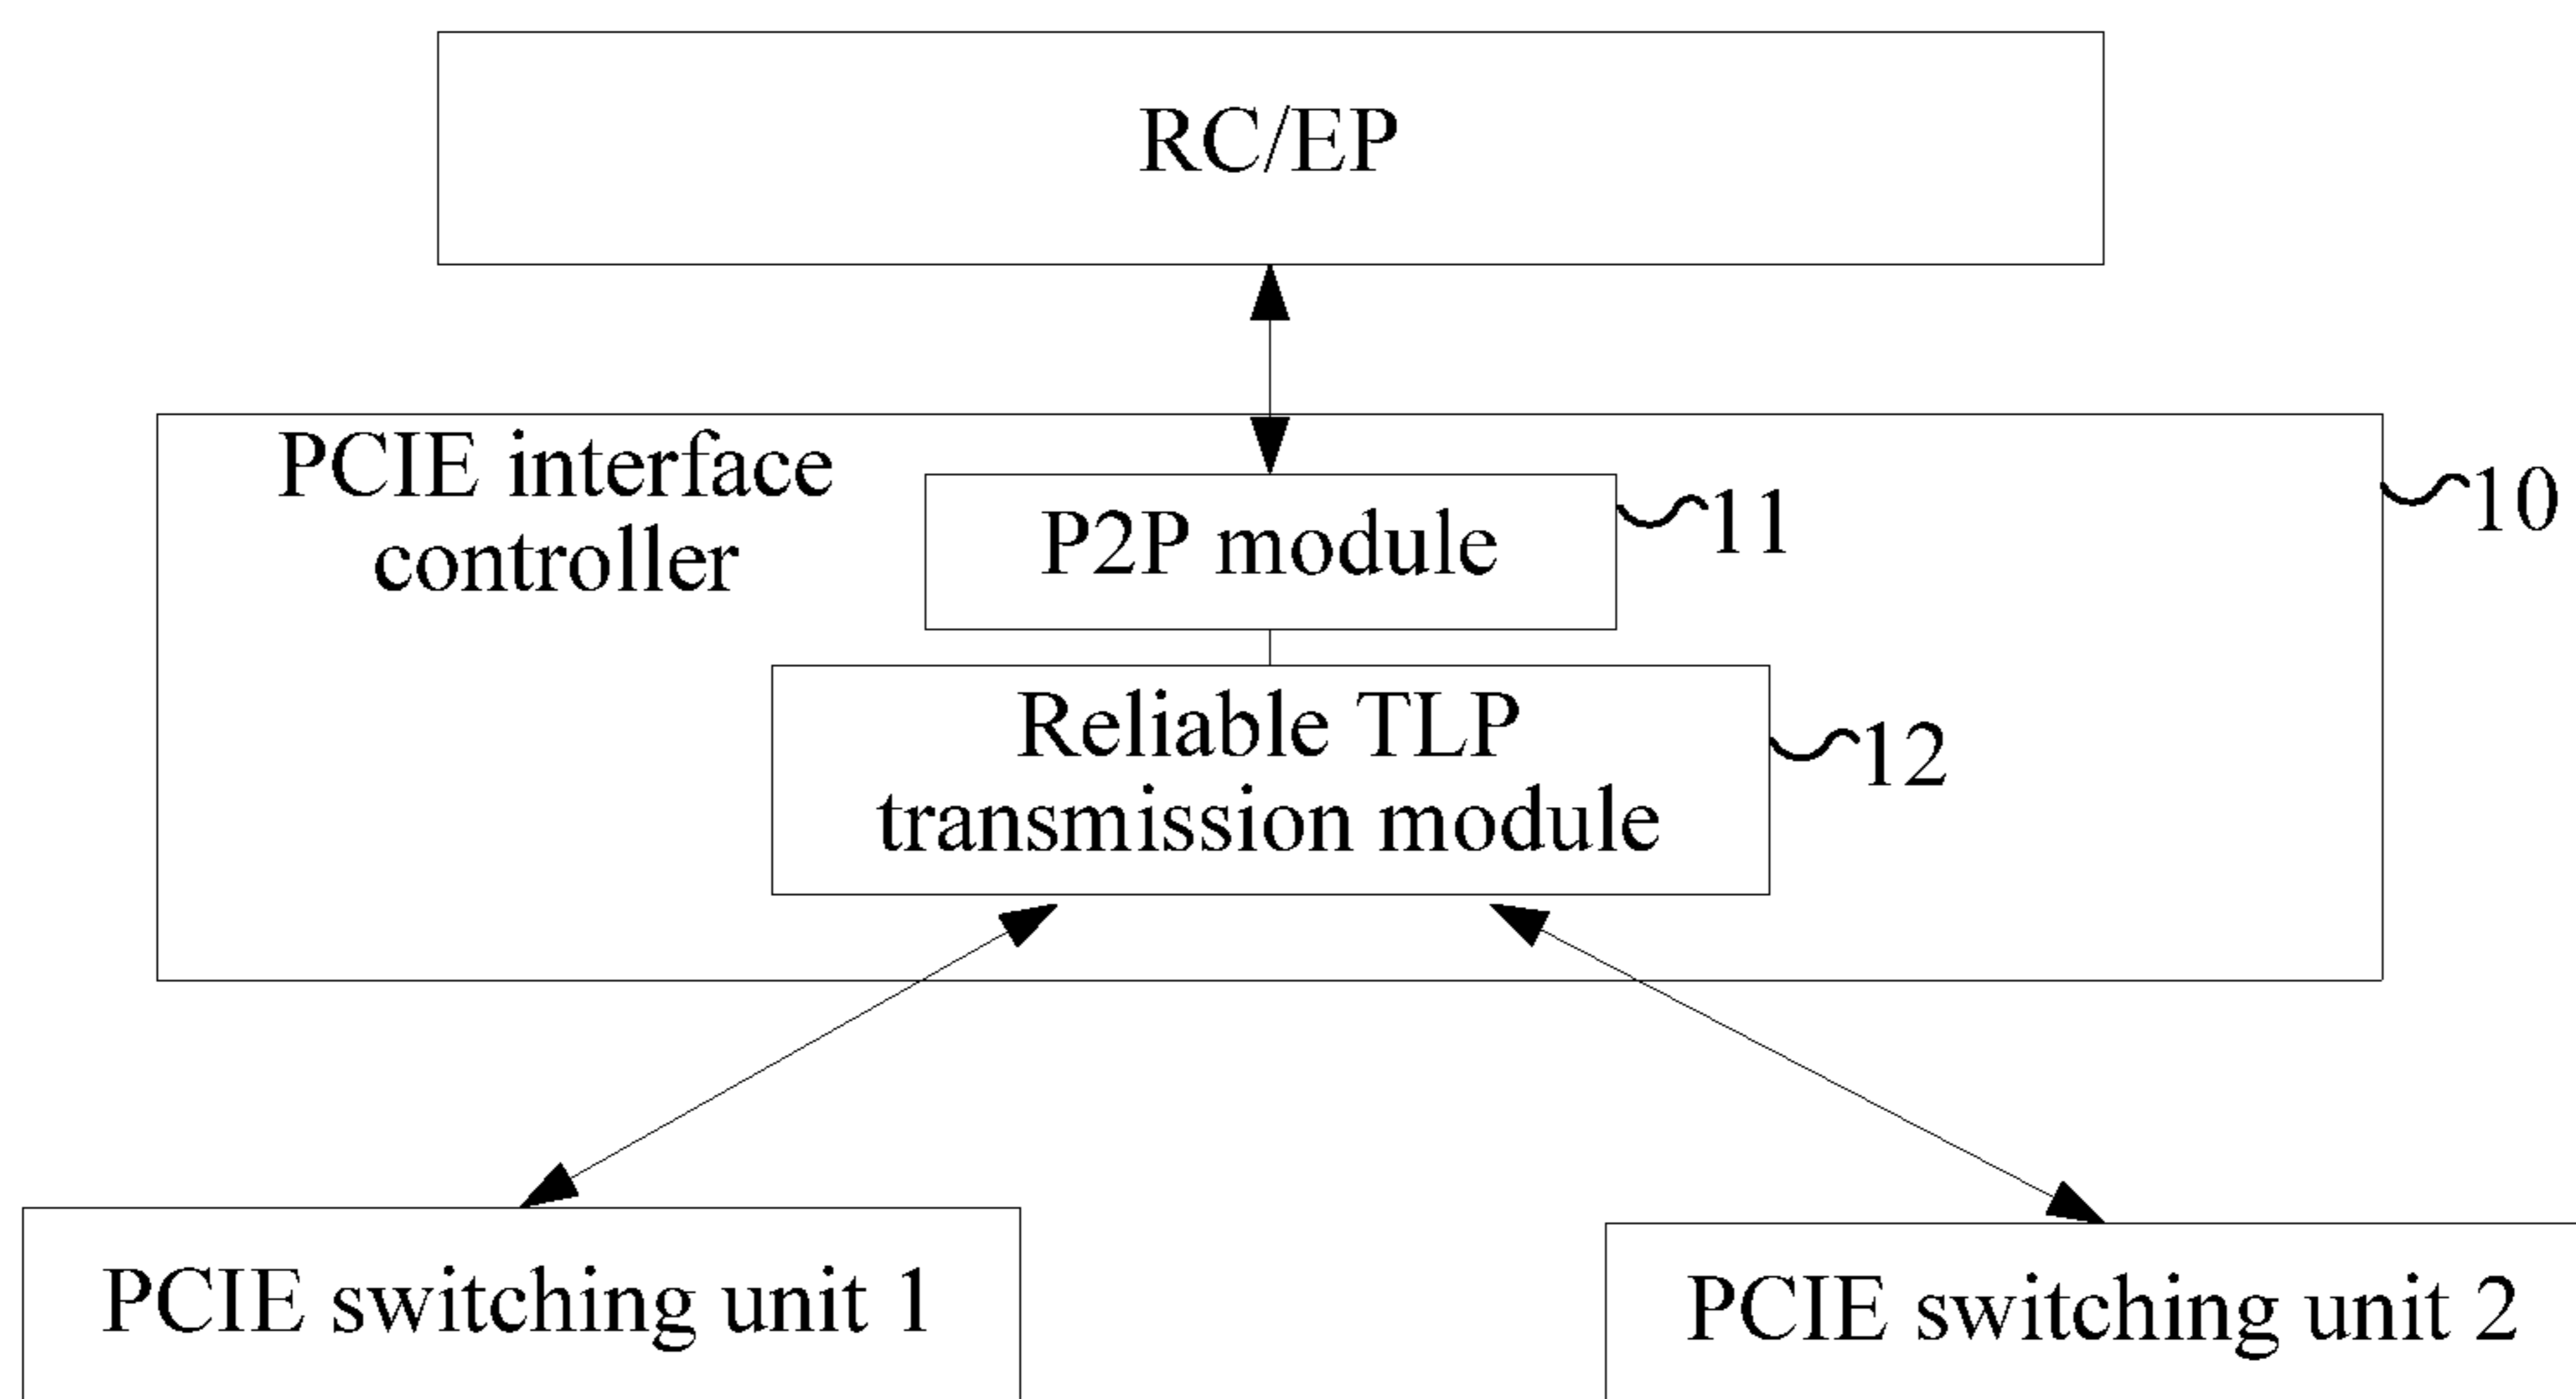 RC/EP
PCIE interface
controller
10
P2P module
11
Reliable TLP
transmission module
12
PCIE switching unit 1
PCIE switching unit 2